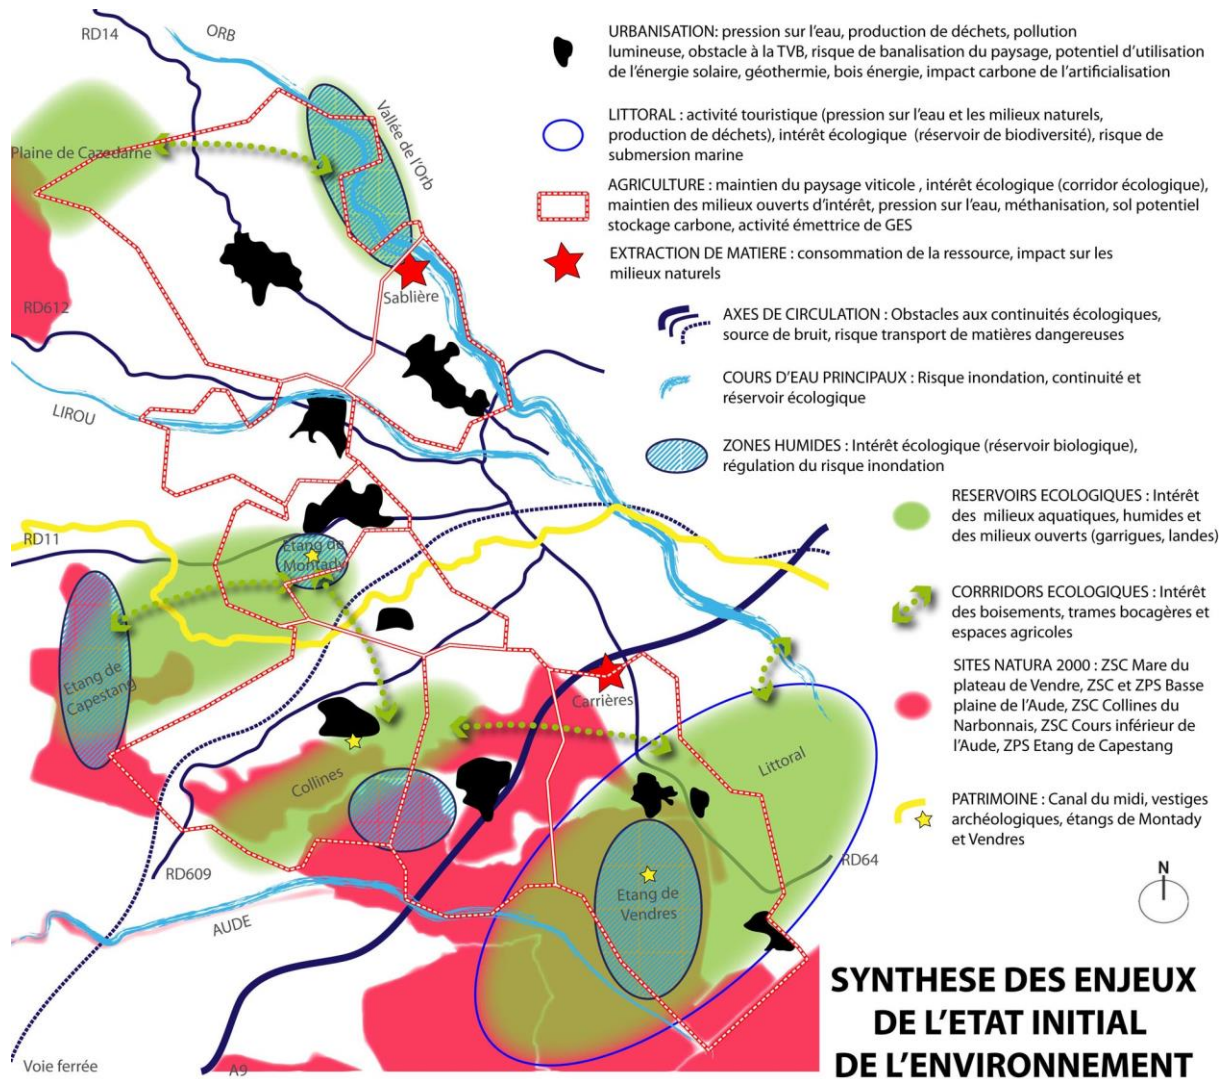 RD14
ORB
Vallée de l'Orb
Plaine de Cazedarne
Sablière
RD612
LIROU
RD11
Etang de
Montady
Etang de
Capestang
Carrières
Collines
Littoral
RD64
Etang de
Vendres
RD609
AUDE
Voie ferrée
A9
URBANISATION: pression sur l'eau, production de déchets, pollution
lumineuse, obstacle à la TVB, risque de banalisation du paysage, potentiel d'utilisation
de l'énergie solaire, géothermie, bois énergie, impact carbone de l'artificialisation
LITTORAL : activité touristique (pression sur l'eau et les milieux naturels,
production de déchets), intérêt écologique (réservoir de biodiversité), risque de
submersion marine
AGRICULTURE : maintien du paysage viticole , intérêt écologique (corridor écologique),
maintien des milieux ouverts d'intérêt, pression sur l'eau, méthanisation, sol potentiel
stockage carbone, activité émettrice de GES
EXTRACTION DE MATIERE : consommation de la ressource, impact sur les
milieux naturels
AXES DE CIRCULATION : Obstacles aux continuités écologiques,
source de bruit, risque transport de matières dangereuses
COURS D'EAU PRINCIPAUX : Risque inondation, continuité et
réservoir écologique
ZONES HUMIDES : Intérêt écologique (réservoir biologique),
régulation du risque inondation
RESERVOIRS ECOLOGIQUES : Intérêt
des milieux aquatiques, humides et
des milieux ouverts (garrigues, landes)
CORRRIDORS ECOLOGIQUES : Intérêt
des boisements, trames bocagères et
espaces agricoles
SITES NATURA 2000 : ZSC Mare du
plateau de Vendre, ZSC et ZPS Basse
plaine de l'Aude, ZSC Collines du
Narbonnais, ZSC Cours inférieur de
l'Aude, ZPS Etang de Capestang
PATRIMOINE : Canal du midi, vestiges
archéologiques, étangs de Montady
et Vendres
N
SYNTHESE DES ENJEUX
DE L'ETAT INITIAL
DE L'ENVIRONNEMENT